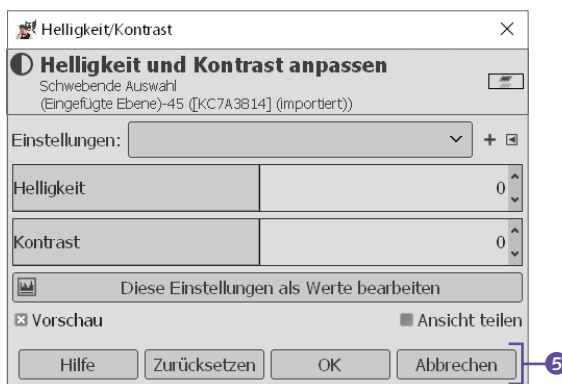 Helligkeit/Kontrast
Helligkeit und Kontrast anpassen
Schwebende Auswahl
(Eingefügte Ebene)-45 ([KC7A3814] (importiert))
Einstellungen:
Helligkeit 0
Kontrast 0
Diese Einstellungen als Werte bearbeiten
Vorschau Ansicht teilen
Hilfe Zurücksetzen OK Abbrechen 5